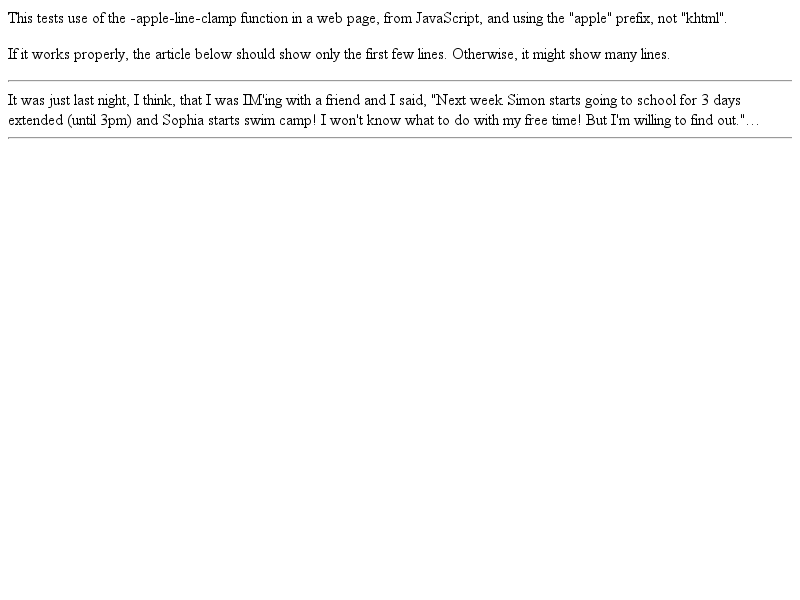 This tests use of the -apple-line-clamp function in a web page, from JavaScript, and using the "apple" prefix, not "khtml".
If it works properly, the article below should show only the first few lines. Otherwise, it might show many lines.
It was just last night, I think, that I was IM'ing with a friend and I said, "Next week Simon starts going to school for 3 days
extended (until 3pm) and Sophia starts swim camp! I won't know what to do with my free time! But I'm willing to find out."…